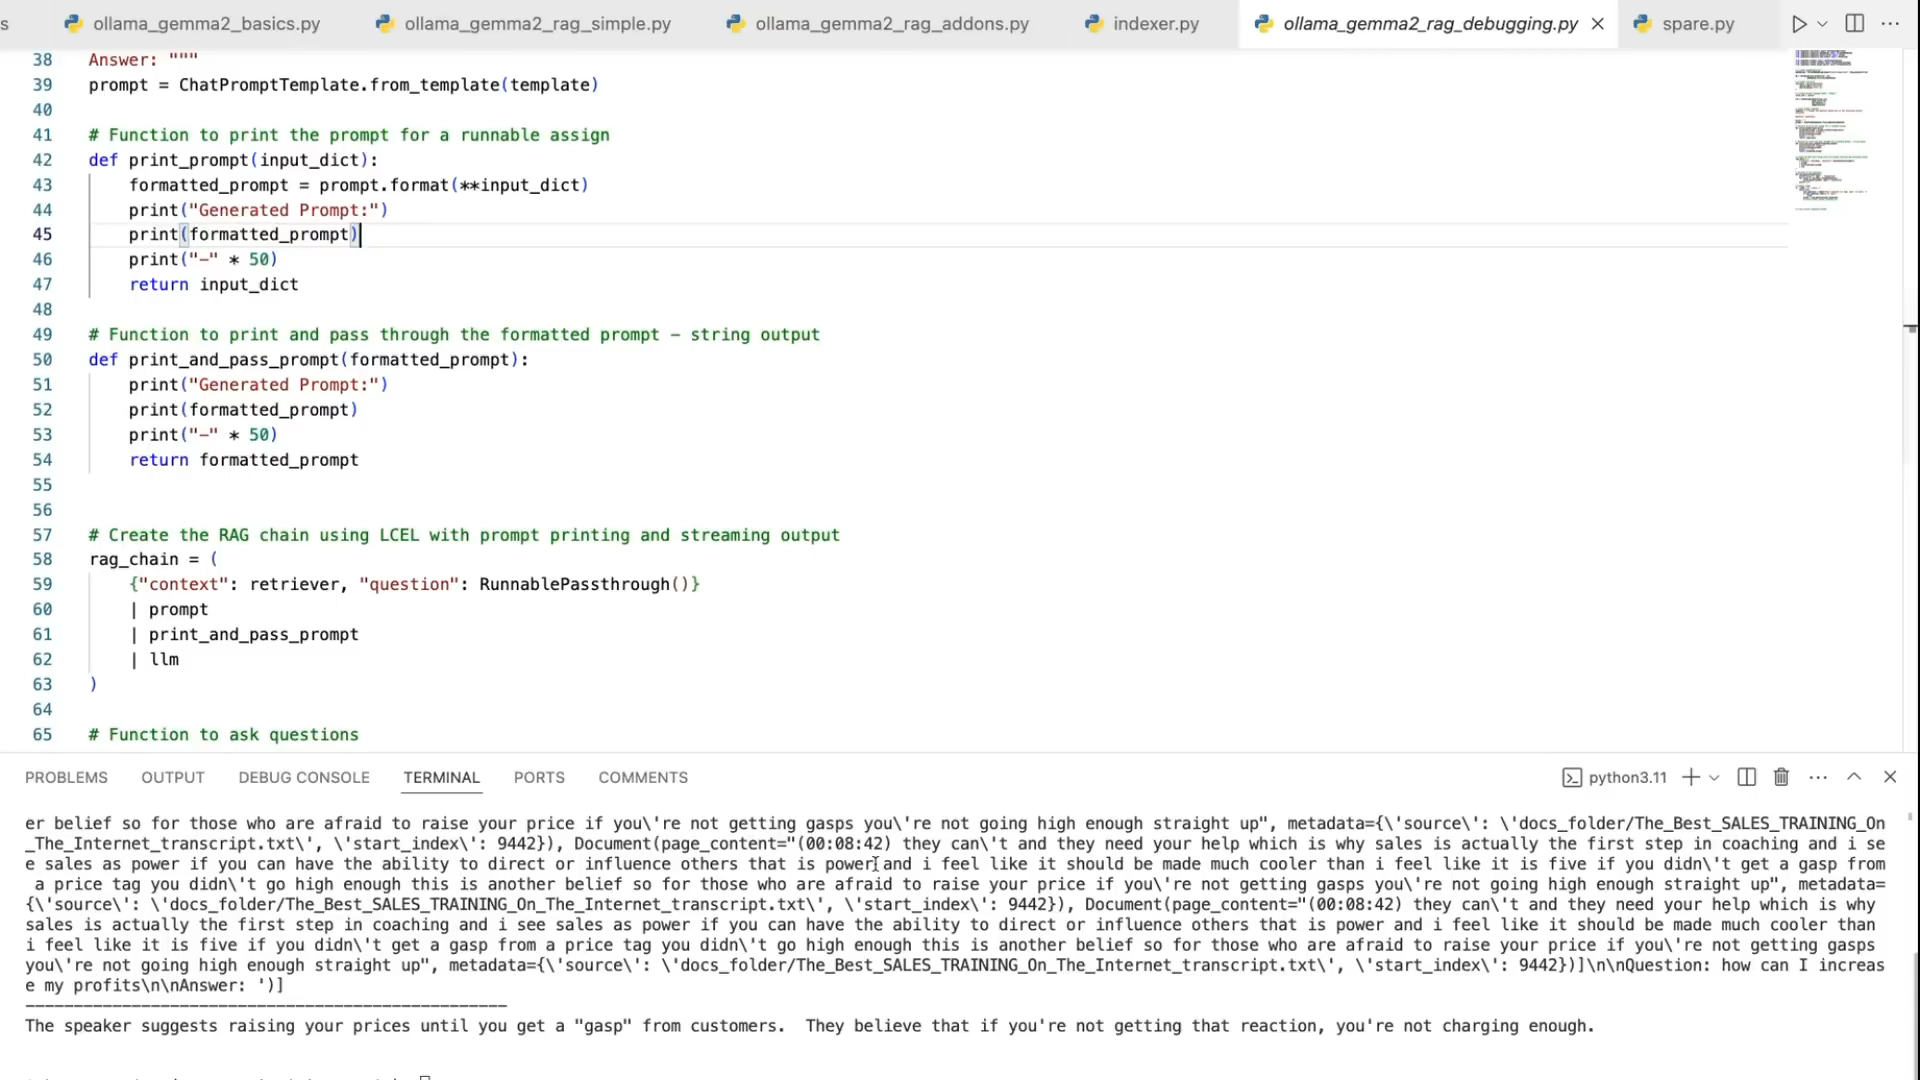 s
ollama_gemma2_basics.py
ollama_gemma2_rag_simple.py
ollama_gemma2_rag_addons.py
indexer.py
ollama_gemma2_rag_debugging.py
spare.py
38 Answer: """
39 prompt = ChatPromptTemplate.from_template(template)
40
41 # Function to print the prompt for a runnable assign
42 def print_prompt(input_dict):
43 formatted_prompt = prompt.format(**input_dict)
44 print("Generated Prompt:")
45 print(formatted_prompt)
46 print("-" * 50)
47 return input_dict
48
49 # Function to print and pass through the formatted prompt - string output
50 def print_and_pass_prompt(formatted_prompt):
51 print("Generated Prompt:")
52 print(formatted_prompt)
53 print("-" * 50)
54 return formatted_prompt
55
56
57 # Create the RAG chain using LCEL with prompt printing and streaming output
58 rag_chain = (
59 {"context": retriever, "question": RunnablePassthrough()}
60 | prompt
61 | print_and_pass_prompt
62 | llm
63 )
64
65 # Function to ask questions
PROBLEMS OUTPUT DEBUG CONSOLE TERMINAL PORTS COMMENTS
python3.11
er belief so for those who are afraid to raise your price if you\'re not getting gasps you\'re not going high enough straight up", metadata={\'source\': \'docs_folder/The_Best_SALES_TRAINING_On
_The_Internet_transcript.txt\', \'start_index\': 9442}), Document(page_content="(00:08:42) they can\'t and they need your help which is why sales is actually the first step in coaching and i se
e sales as power if you can have the ability to direct or influence others that is power and i feel like it should be made much cooler than i feel like it is five if you didn\'t get a gasp from
a price tag you didn\'t go high enough this is another belief so for those who are afraid to raise your price if you\'re not getting gasps you\'re not going high enough straight up", metadata=
{\'source\': \'docs_folder/The_Best_SALES_TRAINING_On_The_Internet_transcript.txt\', \'start_index\': 9442}), Document(page_content="(00:08:42) they can\'t and they need your help which is why
sales is actually the first step in coaching and i see sales as power if you can have the ability to direct or influence others that is power and i feel like it should be made much cooler than
i feel like it is five if you didn\'t get a gasp from a price tag you didn\'t go high enough this is another belief so for those who are afraid to raise your price if you\'re not getting gasps
you\'re not going high enough straight up", metadata={\'source\': \'docs_folder/The_Best_SALES_TRAINING_On_The_Internet_transcript.txt\', \'start_index\': 9442})]\n\nQuestion: how can I increas
e my profits\n\nAnswer: ')]
--------------------------------------------------
The speaker suggests raising your prices until you get a "gasp" from customers.  They believe that if you're not getting that reaction, you're not charging enough.